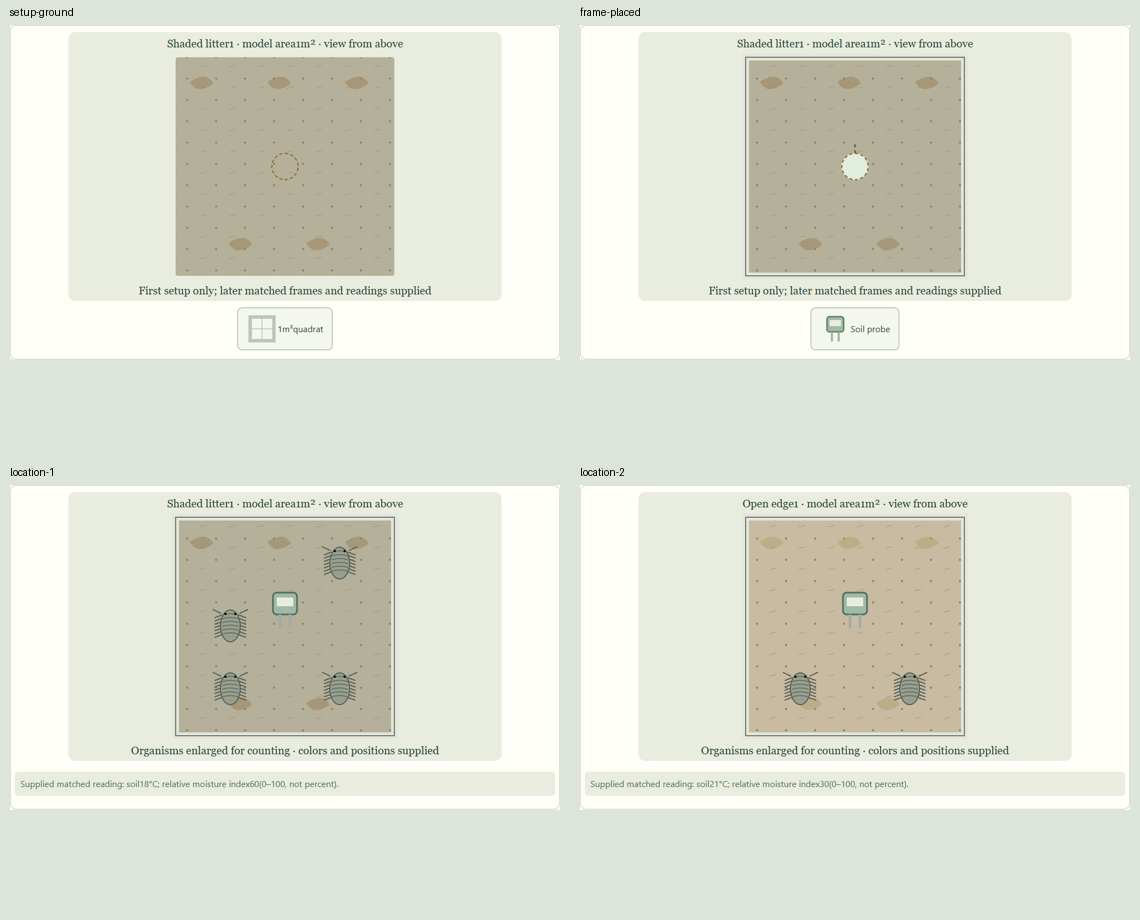 setup-ground
Shaded litter1 · model area1m² · view from above
First setup only; later matched frames and readings supplied
1m²quadrat
frame-placed
Shaded litter1 · model area1m² · view from above
First setup only; later matched frames and readings supplied
Soil probe
location-1
Shaded litter1 · model area1m² · view from above
Organisms enlarged for counting · colors and positions supplied
Supplied matched reading: soil18°C; relative moisture index60(0–100, not percent).
location-2
Open edge1 · model area1m² · view from above
Organisms enlarged for counting · colors and positions supplied
Supplied matched reading: soil21°C; relative moisture index30(0–100, not percent).